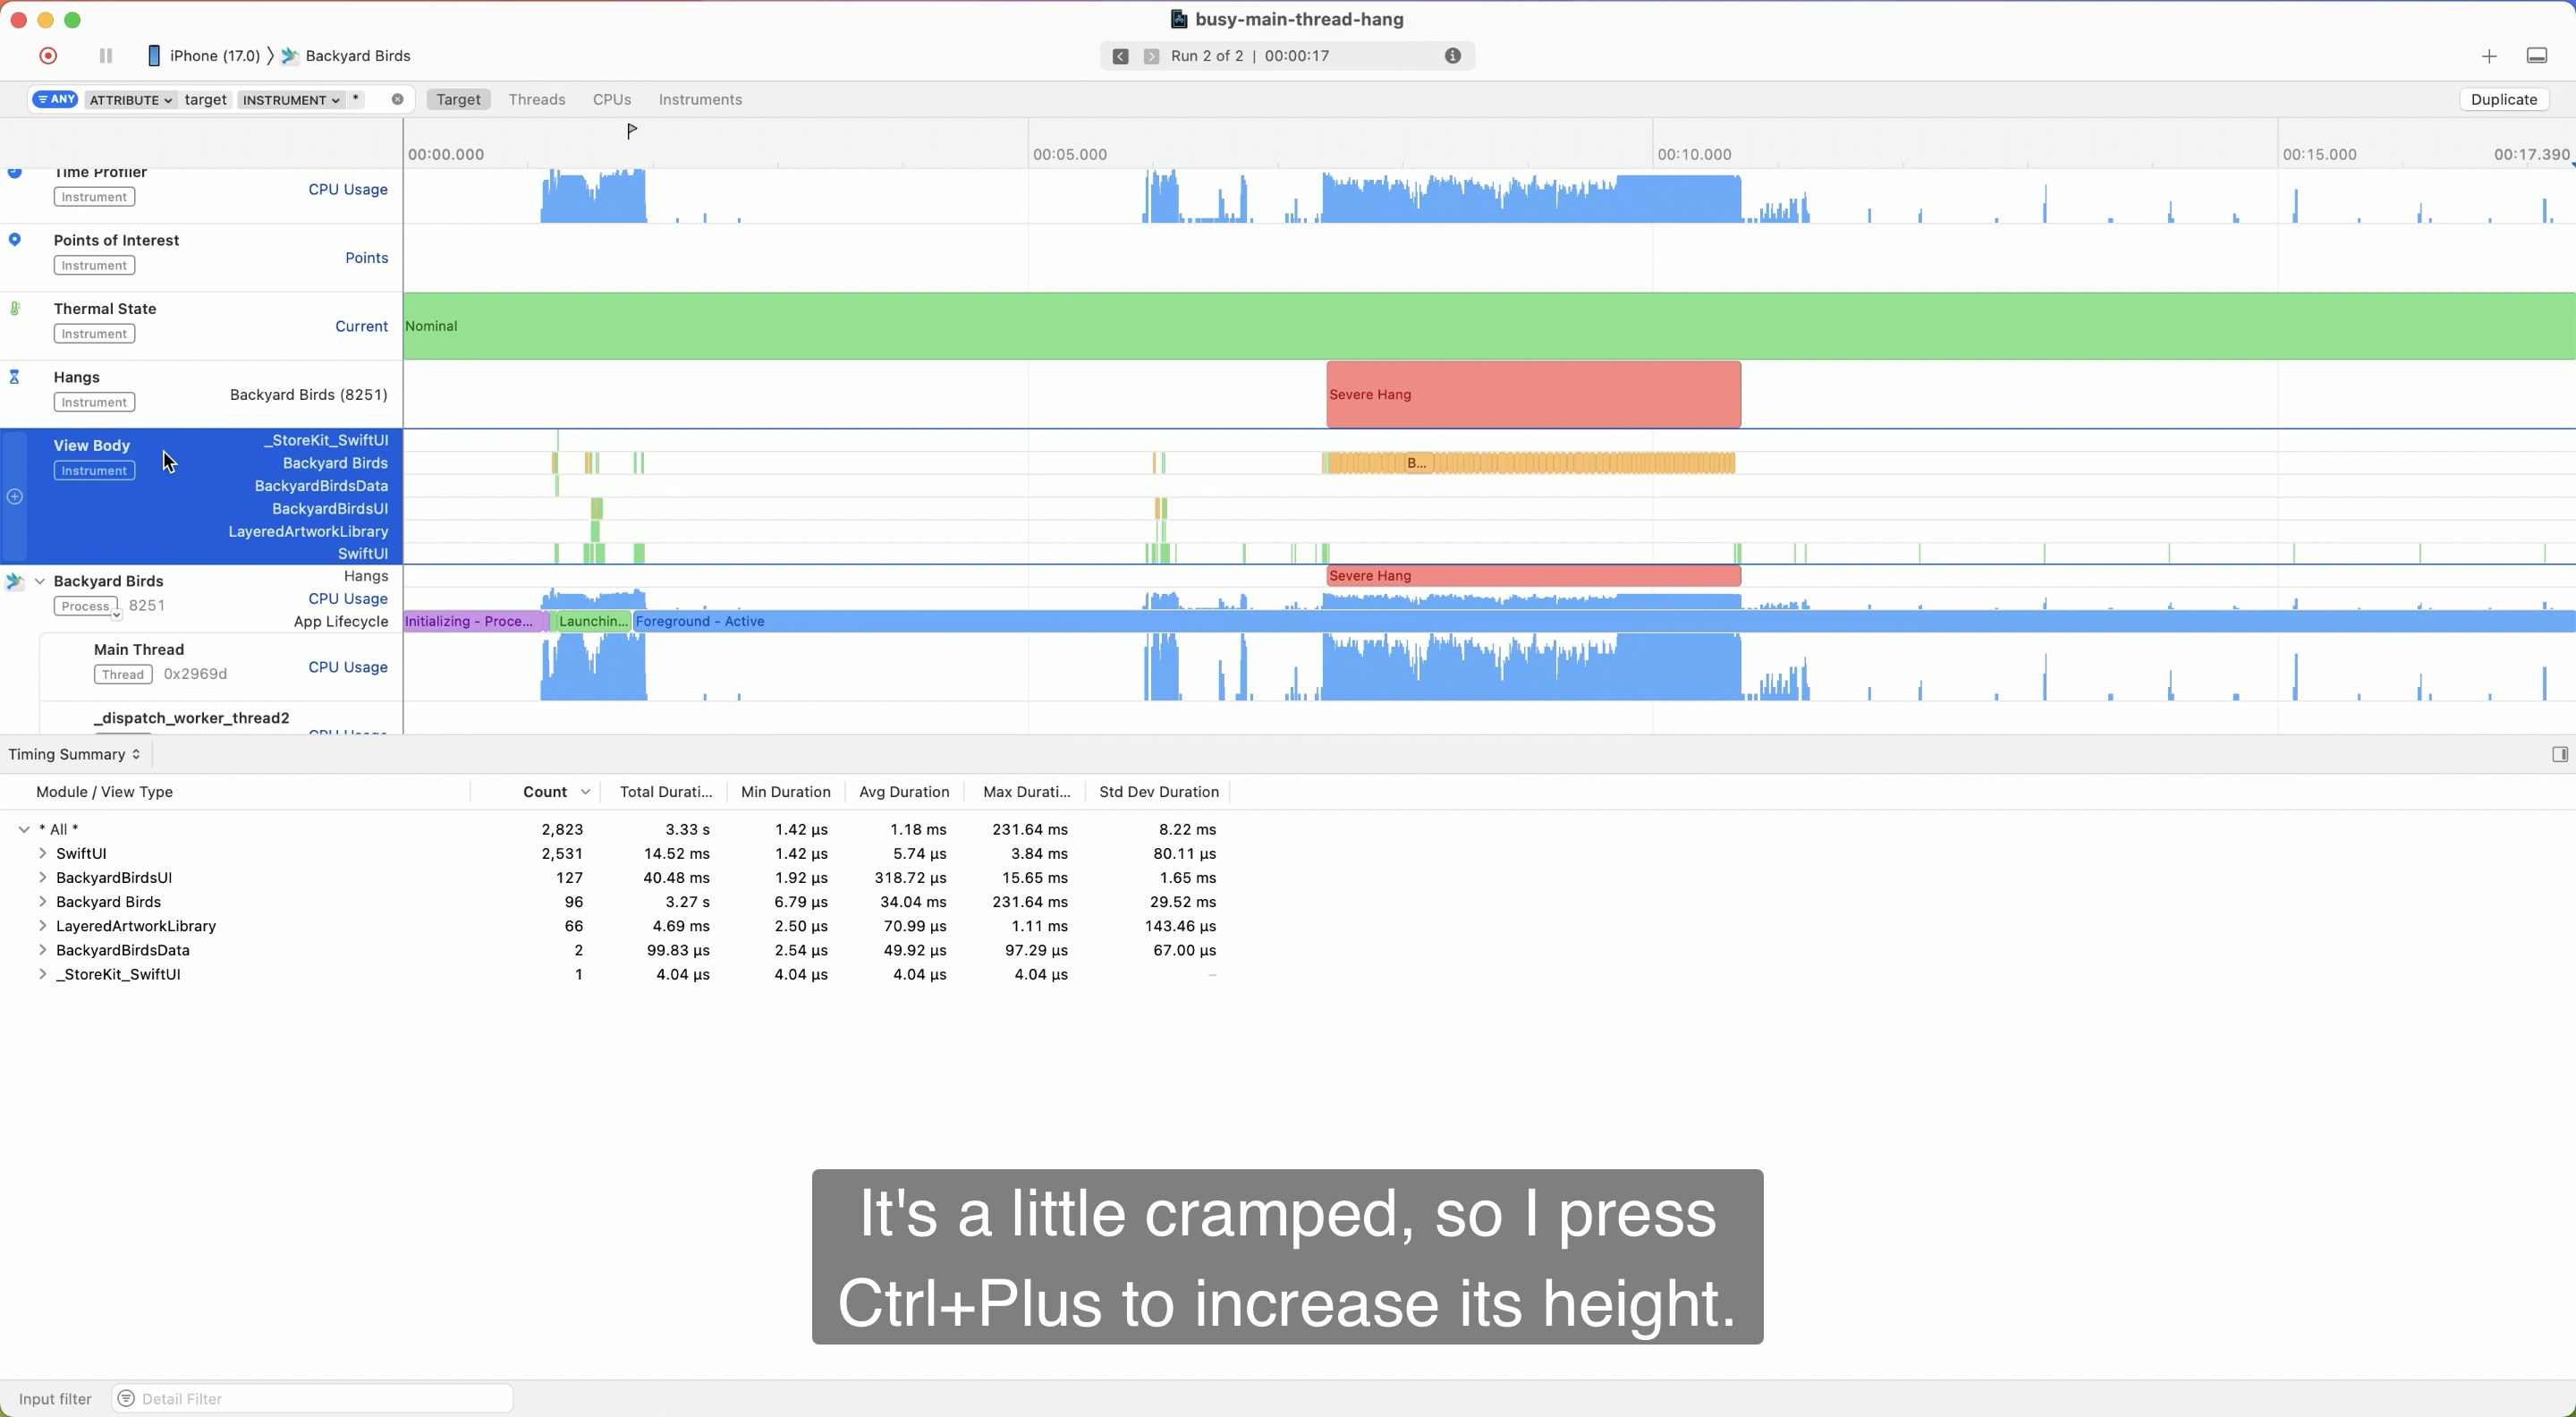 busy-main-thread-hang
iPhone (17.0) 〉 Backyard Birds
Run 2 of 2 | 00:00:17
ANY ATTRIBUTE target INSTRUMENT *
Target Threads CPUs Instruments
Duplicate
00:00.000 00:05.000 00:10.000 00:15.000 00:17.390
Time Profiler
Instrument
CPU Usage
Points of Interest
Instrument
Points
Thermal State
Instrument
Current
Nominal
Hangs
Instrument
Backyard Birds (8251)
Severe Hang
View Body
Instrument
_StoreKit_SwiftUI
Backyard Birds
B...
BackyardBirdsData
BackyardBirdsUI
LayeredArtworkLibrary
SwiftUI
Backyard Birds
Process 8251
Hangs
Severe Hang
CPU Usage
App Lifecycle
Initializing - Proce...
Launchin...
Foreground - Active
Main Thread
Thread 0x2969d
CPU Usage
_dispatch_worker_thread2
CPU Usage
Timing Summary
Module / View Type Count Total Durati... Min Duration Avg Duration Max Durati... Std Dev Duration
* All * 2,823 3.33 s 1.42 µs 1.18 ms 231.64 ms 8.22 ms
SwiftUI 2,531 14.52 ms 1.42 µs 5.74 µs 3.84 ms 80.11 µs
BackyardBirdsUI 127 40.48 ms 1.92 µs 318.72 µs 15.65 ms 1.65 ms
Backyard Birds 96 3.27 s 6.79 µs 34.04 ms 231.64 ms 29.52 ms
LayeredArtworkLibrary 66 4.69 ms 2.50 µs 70.99 µs 1.11 ms 143.46 µs
BackyardBirdsData 2 99.83 µs 2.54 µs 49.92 µs 97.29 µs 67.00 µs
_StoreKit_SwiftUI 1 4.04 µs 4.04 µs 4.04 µs 4.04 µs –
It's a little cramped, so I press
Ctrl+Plus to increase its height.
Input filter Detail Filter